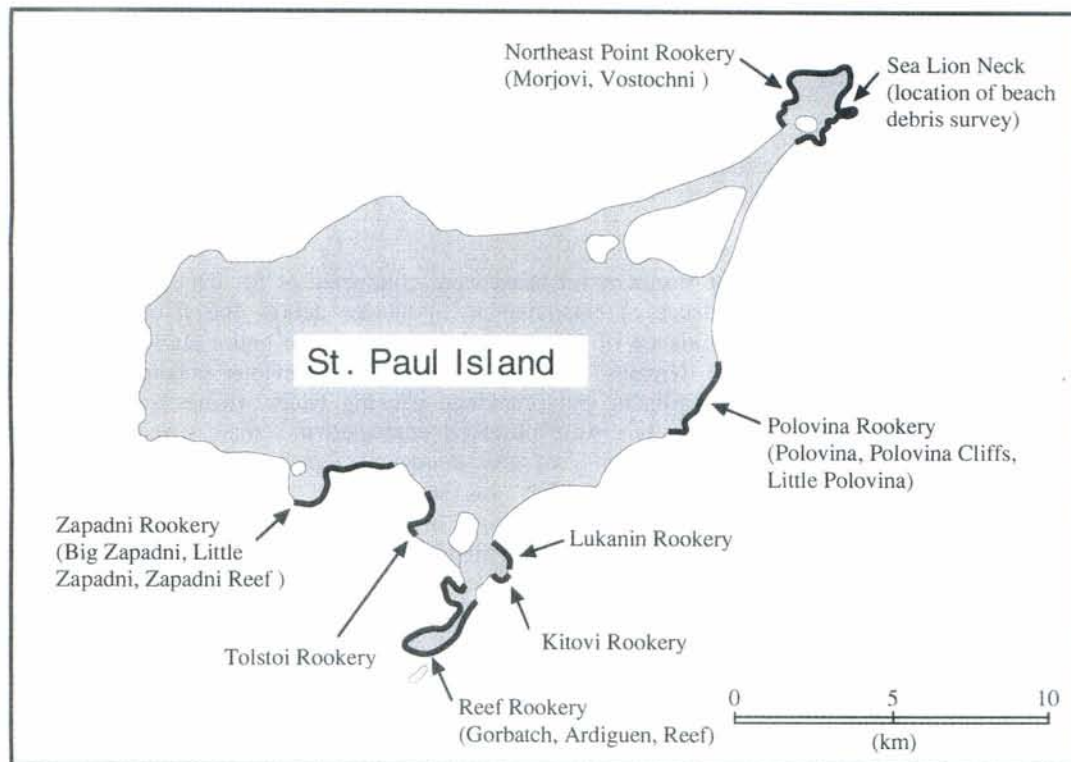 Northeast Point Rookery
(Morjovi, Vostochni )
Sea Lion Neck
(location of beach
debris survey)
St. Paul Island
Polovina Rookery
(Polovina, Polovina Cliffs,
Little Polovina)
Zapadni Rookery
(Big Zapadni, Little
Zapadni, Zapadni Reef )
Lukanin Rookery
Kitovi Rookery
Tolstoi Rookery
Reef Rookery
(Gorbatch, Ardiguen, Reef)
0 5 10
(km)